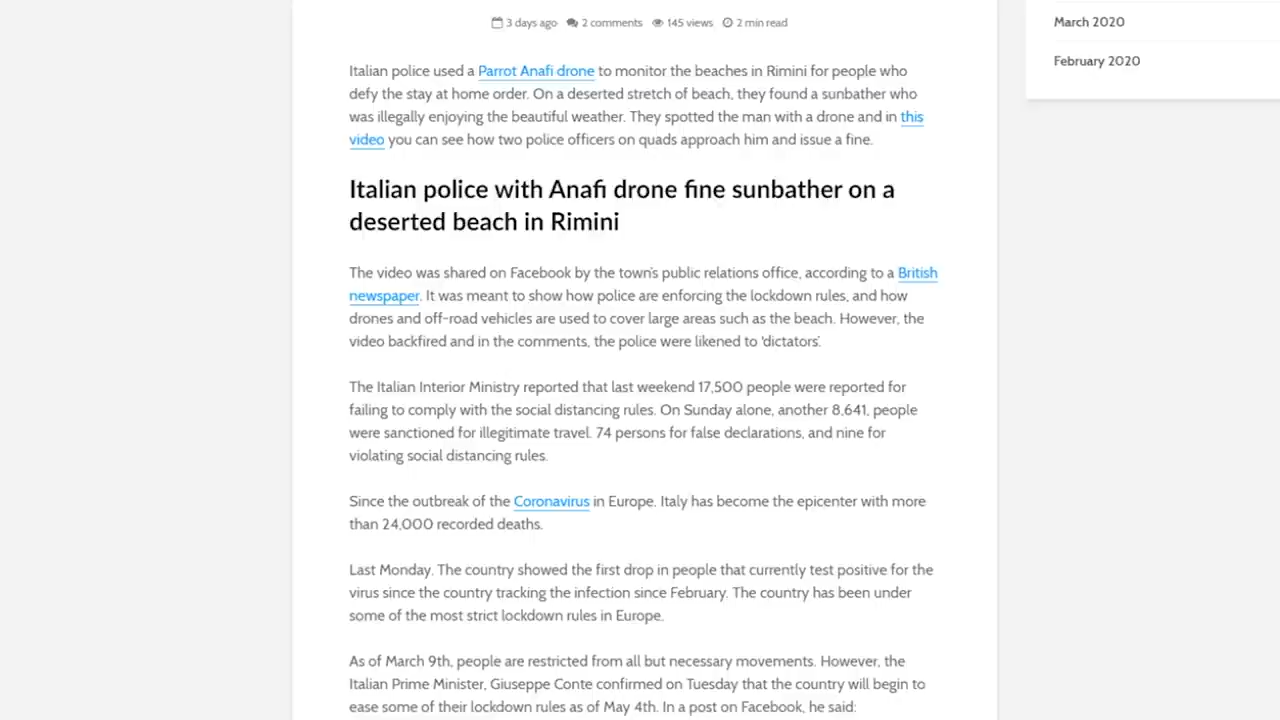 3 days ago 2 comments 145 views 2 min read
Italian police used a Parrot Anafi drone to monitor the beaches in Rimini for people who
defy the stay at home order. On a deserted stretch of beach, they found a sunbather who
was illegally enjoying the beautiful weather. They spotted the man with a drone and in this
video you can see how two police officers on quads approach him and issue a fine.
Italian police with Anafi drone fine sunbather on a
deserted beach in Rimini
The video was shared on Facebook by the town's public relations office, according to a British
newspaper. It was meant to show how police are enforcing the lockdown rules, and how
drones and off-road vehicles are used to cover large areas such as the beach. However, the
video backfired and in the comments, the police were likened to 'dictators'.
The Italian Interior Ministry reported that last weekend 17,500 people were reported for
failing to comply with the social distancing rules. On Sunday alone, another 8,641, people
were sanctioned for illegitimate travel. 74 persons for false declarations, and nine for
violating social distancing rules.
Since the outbreak of the Coronavirus in Europe. Italy has become the epicenter with more
than 24,000 recorded deaths.
Last Monday. The country showed the first drop in people that currently test positive for the
virus since the country tracking the infection since February. The country has been under
some of the most strict lockdown rules in Europe.
As of March 9th, people are restricted from all but necessary movements. However, the
Italian Prime Minister, Giuseppe Conte confirmed on Tuesday that the country will begin to
ease some of their lockdown rules as of May 4th. In a post on Facebook, he said:
March 2020
February 2020